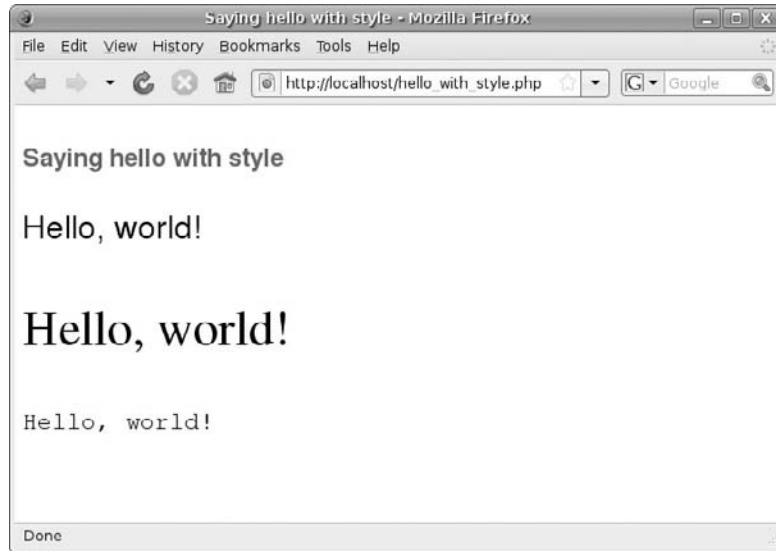 Saying hello with style - Mozilla Firefox
File Edit View History Bookmarks Tools Help
http://localhost/hello_with_style.php G Google
Saying hello with style
Hello, world!
Hello, world!
Hello, world!
Done